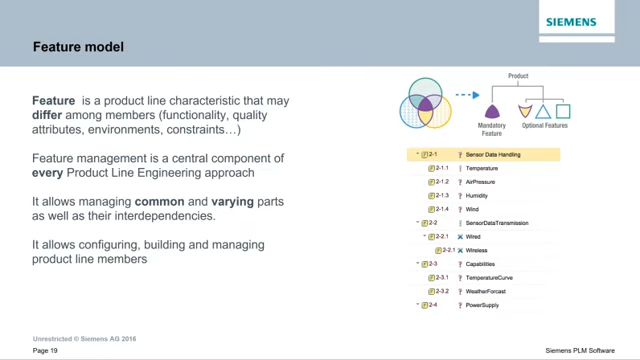 SIEMENS
Feature model
Feature is a product line characteristic that may
differ among members (functionality, quality
attributes, environments, constraints…)
Feature management is a central component of
every Product Line Engineering approach
It allows managing common and varying parts
as well as their interdependencies.
It allows configuring, building and managing
product line members
Product
Mandatory
Feature
Optional Features
2-1 ? Sensor Data Handling
2-1.1 Temperature
2-1.2 ? AirPressure
2-1.3 ? Humidity
2-1.4 ? Wind
2-2 SensorDataTransmission
2-2.1 Wired
2-2.1 Wireless
2-3 ? Capabilities
2-3.1 ? TemperatureCurve
2-3.2 ? WeatherForcast
2-4 ? PowerSupply
Unrestricted © Siemens AG 2016
Page 19
Siemens PLM Software